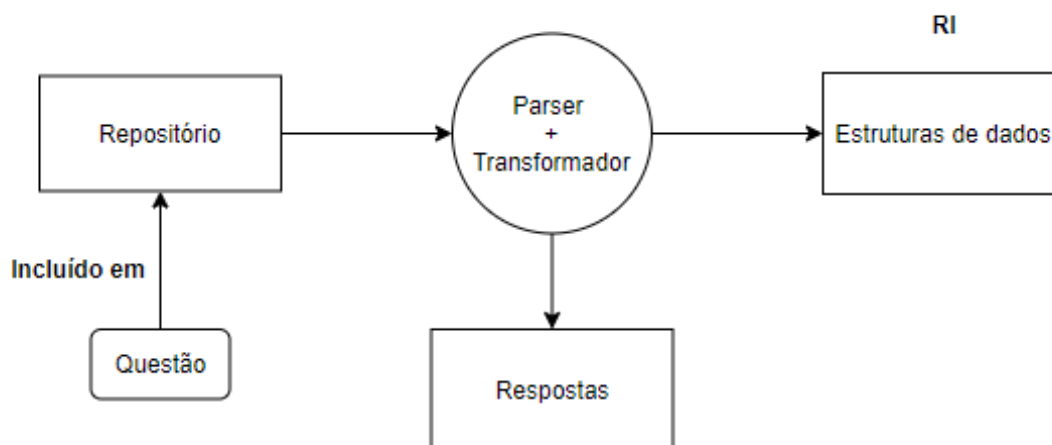 RI
Repositório
Parser
+
Transformador
Estruturas de dados
Incluído em
Questão
Respostas